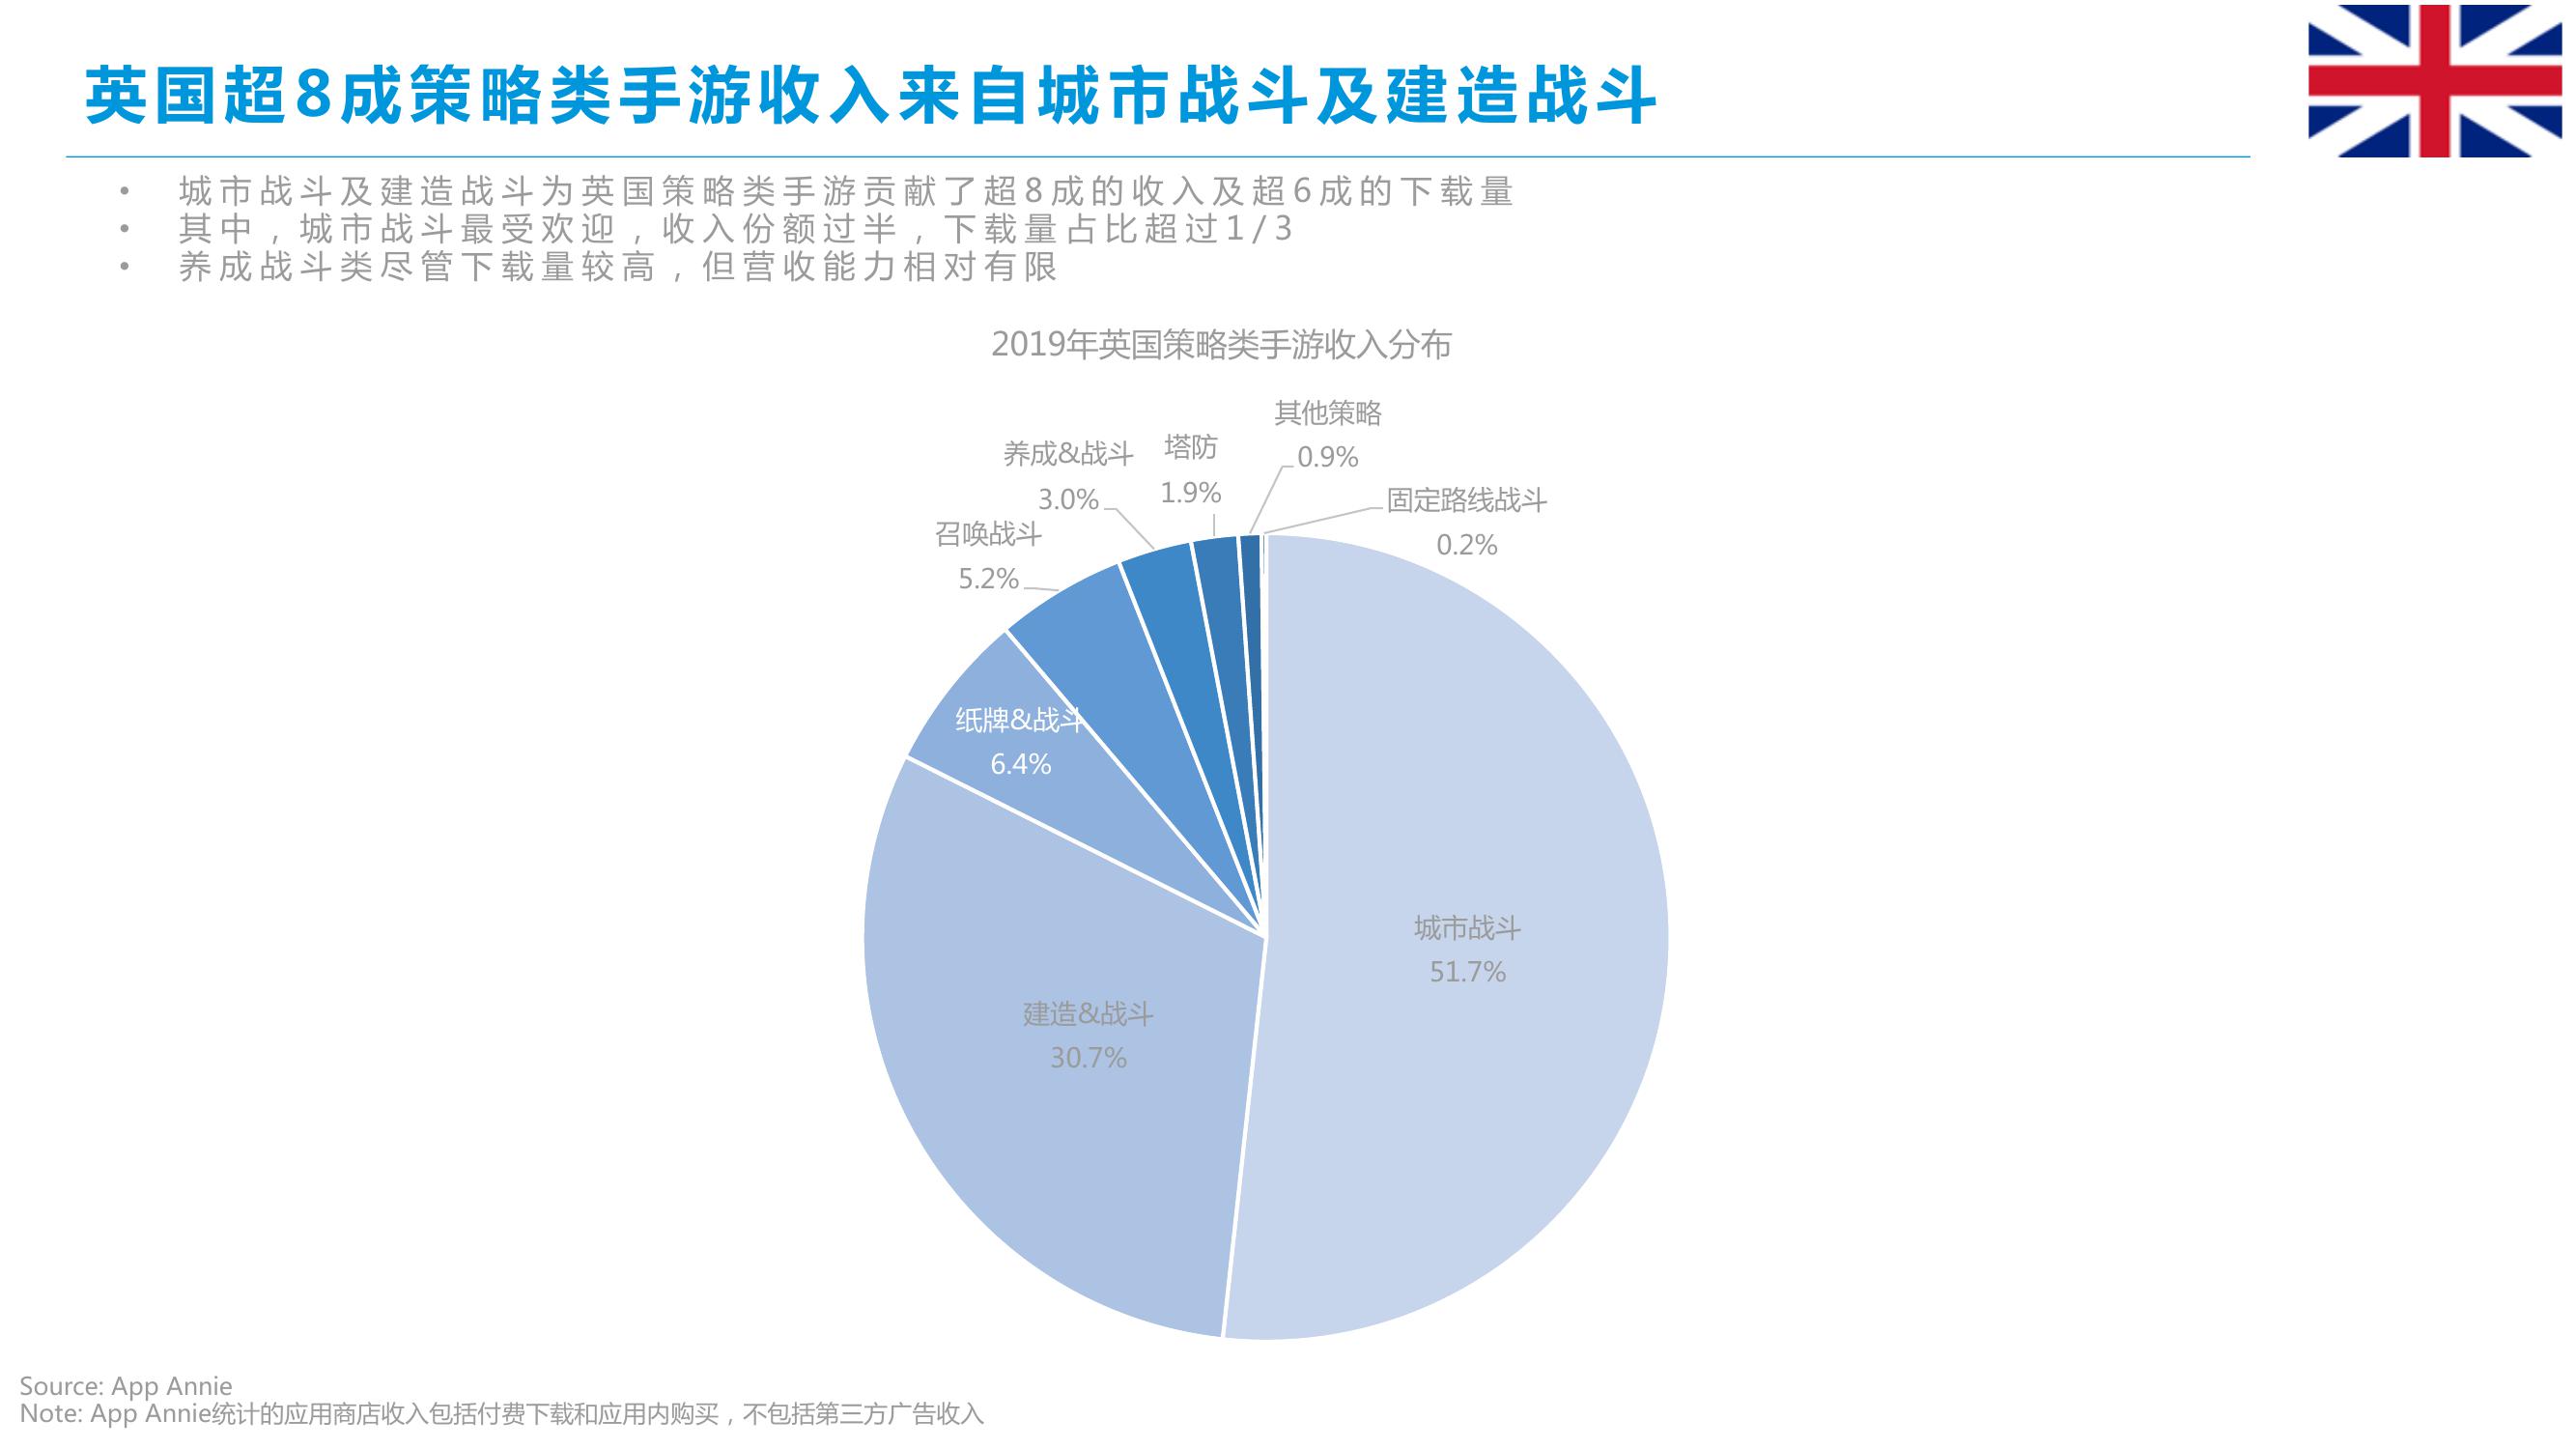 英国超8成策略类手游收入来自城市战斗及建造战斗
• 城市战斗及建造战斗为英国策略类手游贡献了超8成的收入及超6成的下载量
• 其中，城市战斗最受欢迎，收入份额过半，下载量占比超过1/3
• 养成战斗类尽管下载量较高，但营收能力相对有限
2019年英国策略类手游收入分布
其他策略
0.9%
养成&战斗
3.0%
塔防
1.9%
固定路线战斗
0.2%
召唤战斗
5.2%
纸牌&战斗
6.4%
城市战斗
51.7%
建造&战斗
30.7%
Source: App Annie
Note: App Annie统计的应用商店收入包括付费下载和应用内购买，不包括第三方广告收入